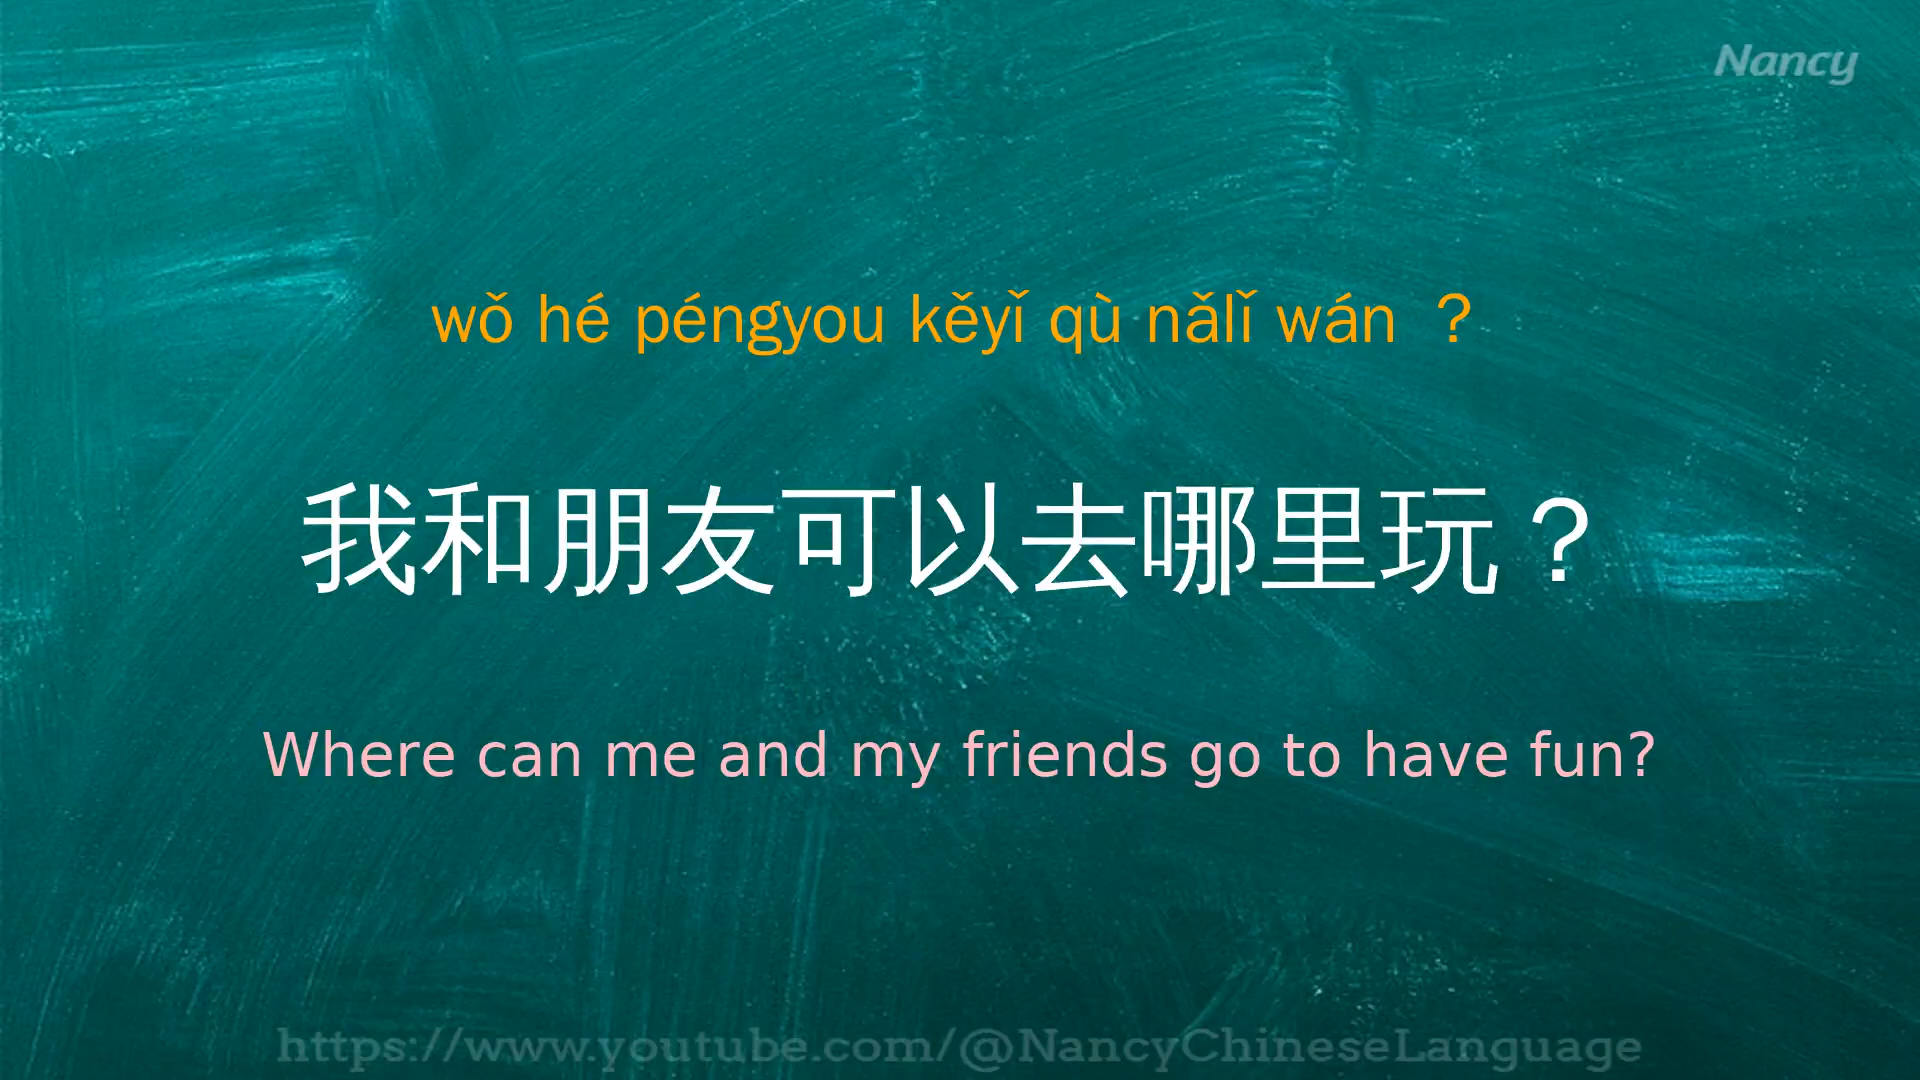 Nancy
wǒ hé péngyou kěyǐ qù nǎlǐ wán ？
我和朋友可以去哪里玩？
Where can me and my friends go to have fun?
https://www.youtube.com/@NancyChineseLanguage